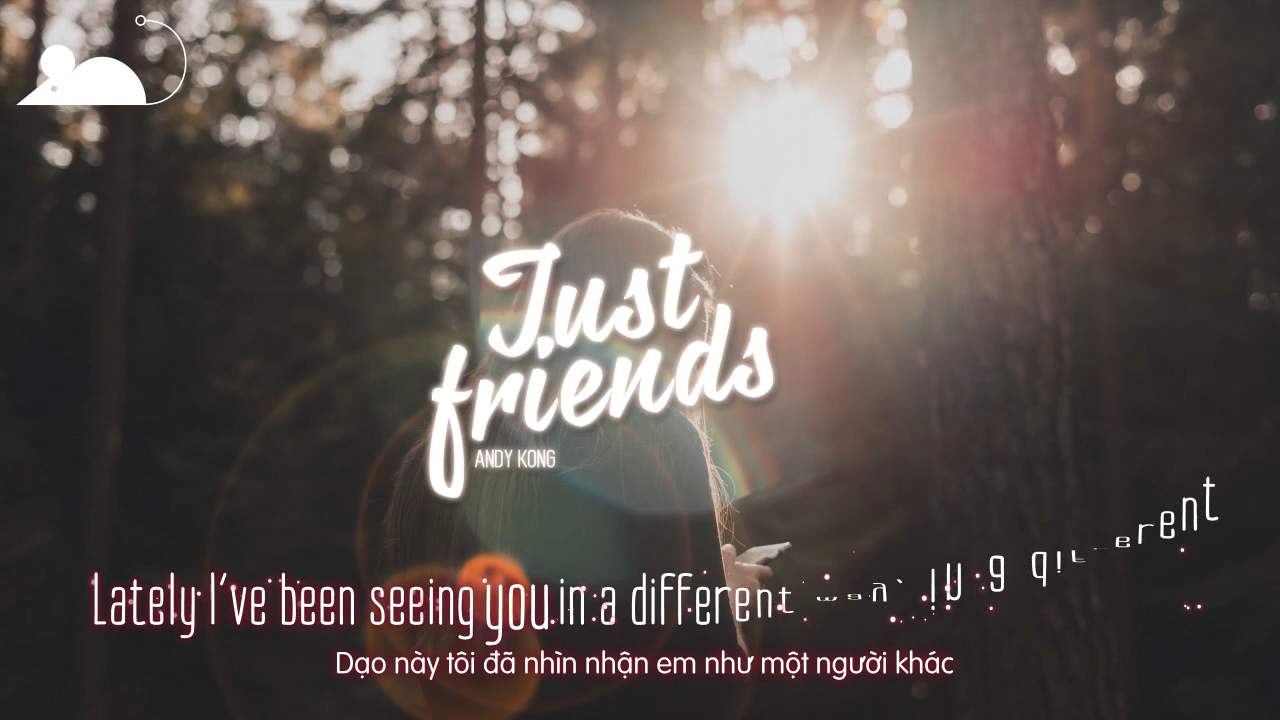 Just
friends
ANDY KONG
Lately I've been seeing you in a different
Dạo này tôi đã nhìn nhận em như một người khác